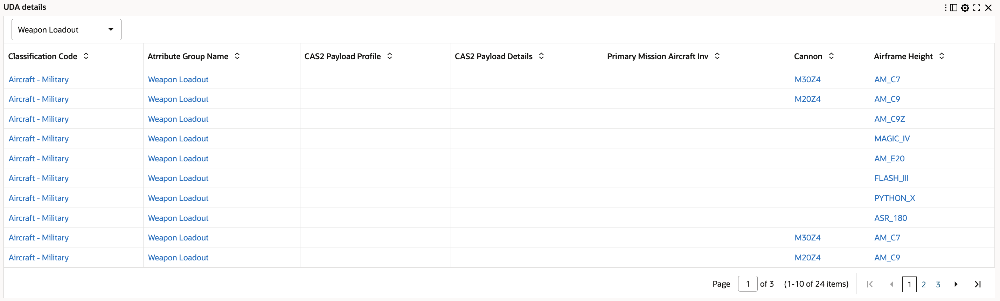 UDA details
Weapon Loadout
Classification Code Atrribute Group Name CAS2 Payload Profile CAS2 Payload Details Primary Mission Aircraft Inv Cannon Airframe Height
Aircraft - Military Weapon Loadout M30Z4 AM_C7
Aircraft - Military Weapon Loadout M20Z4 AM_C9
Aircraft - Military Weapon Loadout AM_C9Z
Aircraft - Military Weapon Loadout MAGIC_IV
Aircraft - Military Weapon Loadout AM_E20
Aircraft - Military Weapon Loadout FLASH_III
Aircraft - Military Weapon Loadout PYTHON_X
Aircraft - Military Weapon Loadout ASR_180
Aircraft - Military Weapon Loadout M30Z4 AM_C7
Aircraft - Military Weapon Loadout M20Z4 AM_C9
Page 1 of 3 (1-10 of 24 items) 1 2 3